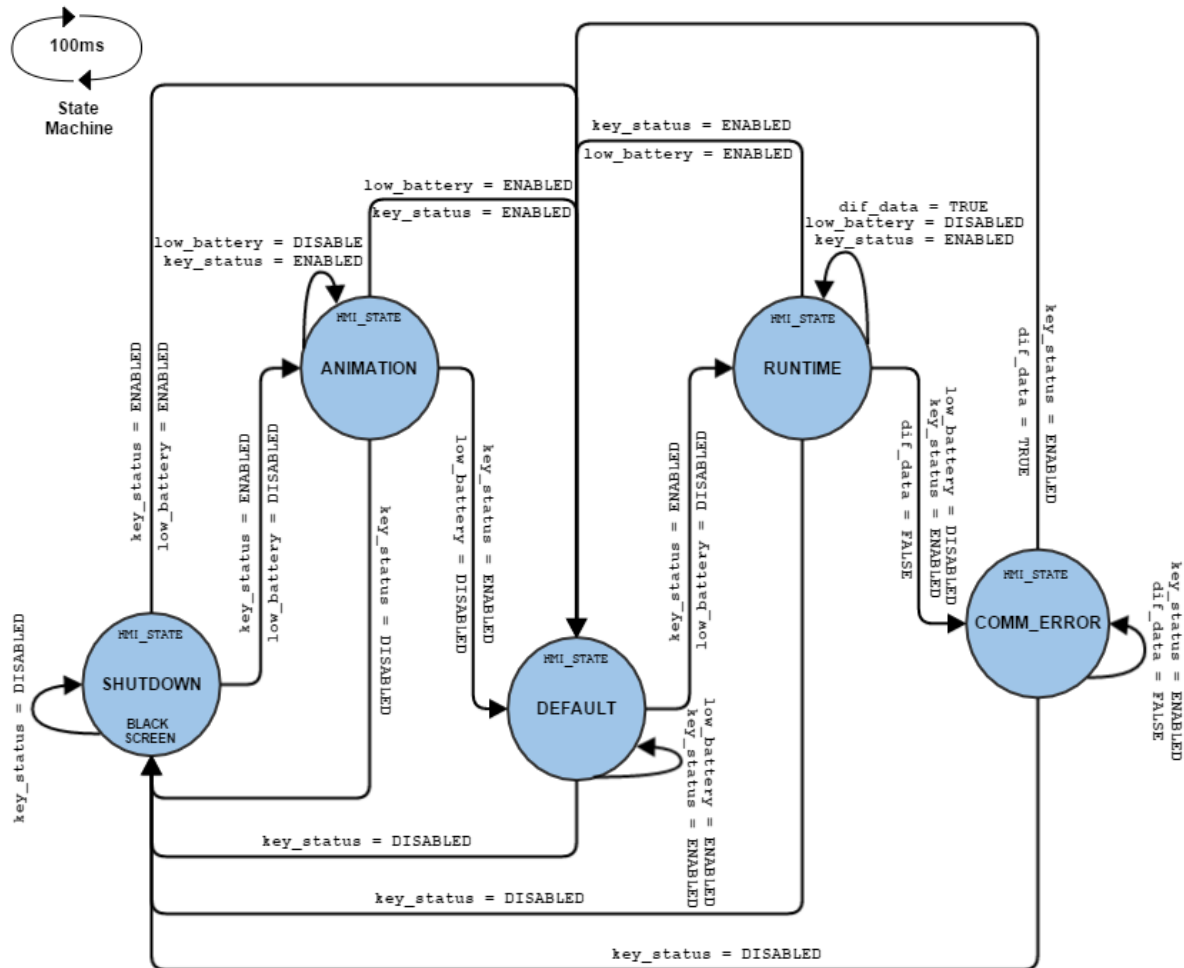 100ms
State
Machine
key_status = ENABLED
low_battery = ENABLED
low_battery = ENABLED
key_status = ENABLED
low_battery = DISABLE
key_status = ENABLED
dif_data = TRUE
low_battery = DISABLED
key_status = ENABLED
HMI_STATE
ANIMATION
HMI_STATE
RUNTIME
key_status = ENABLED
low_battery = ENABLED
key_status = ENABLED
low_battery = DISABLED
key_status = DISABLED
key_status = ENABLED
low_battery = DISABLED
key_status = ENABLED
low_battery = DISABLED
low_battery = DISABLED
key_status = ENABLED
dif_data = FALSE
key_status = ENABLED
dif_data = TRUE
HMI_STATE
COMM_ERROR
key_status = ENABLED
dif_data = FALSE
HMI_STATE
SHUTDOWN
BLACK
SCREEN
key_status = DISABLED
HMI_STATE
DEFAULT
low_battery = ENABLED
key_status = ENABLED
key_status = DISABLED
key_status = DISABLED
key_status = DISABLED